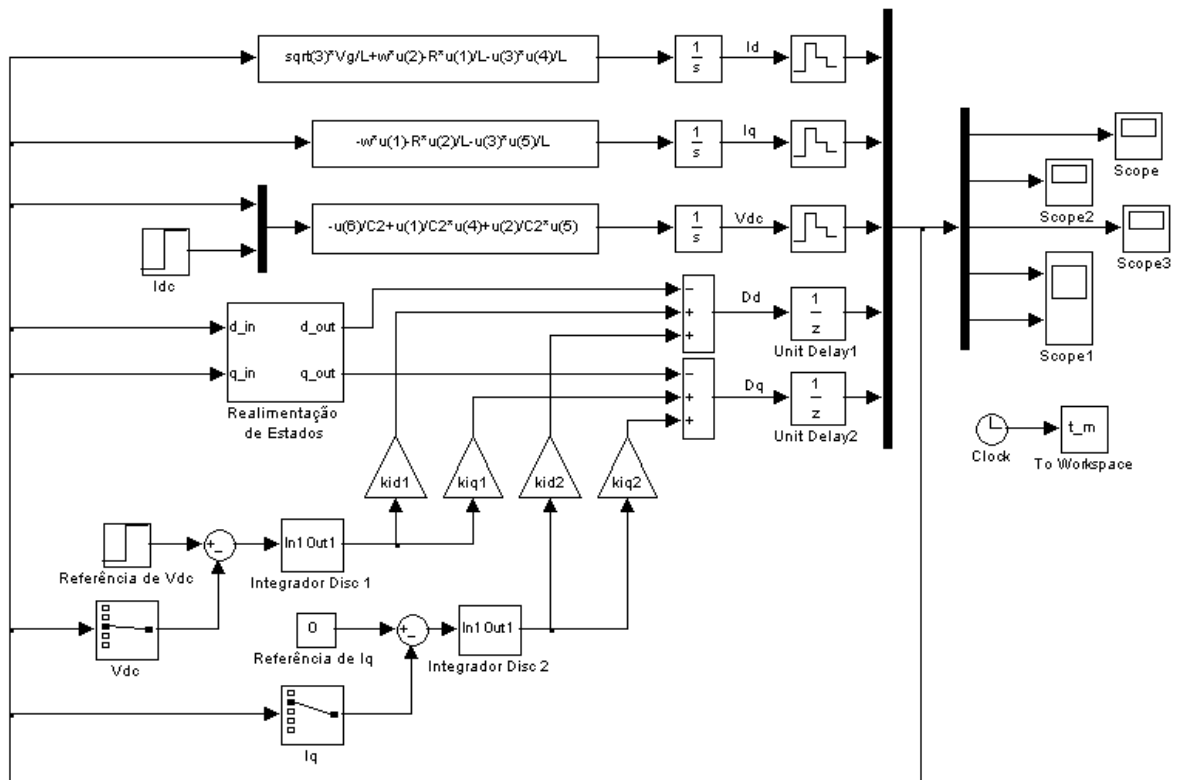 sqrt(3)*Vg/L+w*u(2)-R*u(1)/L-u(3)*u(4)/L
1
s
Id
-w*u(1)-R*u(2)/L-u(3)*u(5)/L
1
s
Iq
Scope
Scope2
-u(6)/C2+u(1)/C2*u(4)+u(2)/C2*u(5)
1
s
Vdc
Scope3
Idc
d_in
d_out
q_in
q_out
Realimentação
de Estados
−
+
+
Dd
1
z
Unit Delay1
Scope1
−
+
+
Dq
1
z
Unit Delay2
Clock
t_m
To Workspace
kid1
kiq1
kid2
kiq2
Referência de Vdc
+
-
In1 Out1
Integrador Disc 1
Vdc
0
Referência de Iq
+
-
In1 Out1
Integrador Disc 2
Iq